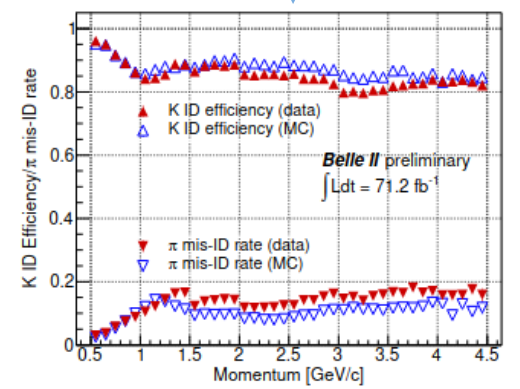 1
0.8
0.6
0.4
0.2
0
K ID Efficiency/π mis-ID rate
K ID efficiency (data)
K ID efficiency (MC)
Belle II preliminary
∫Ldt = 71.2 fb⁻¹
π mis-ID rate (data)
π mis-ID rate (MC)
0.5 1 1.5 2 2.5 3 3.5 4 4.5
Momentum [GeV/c]